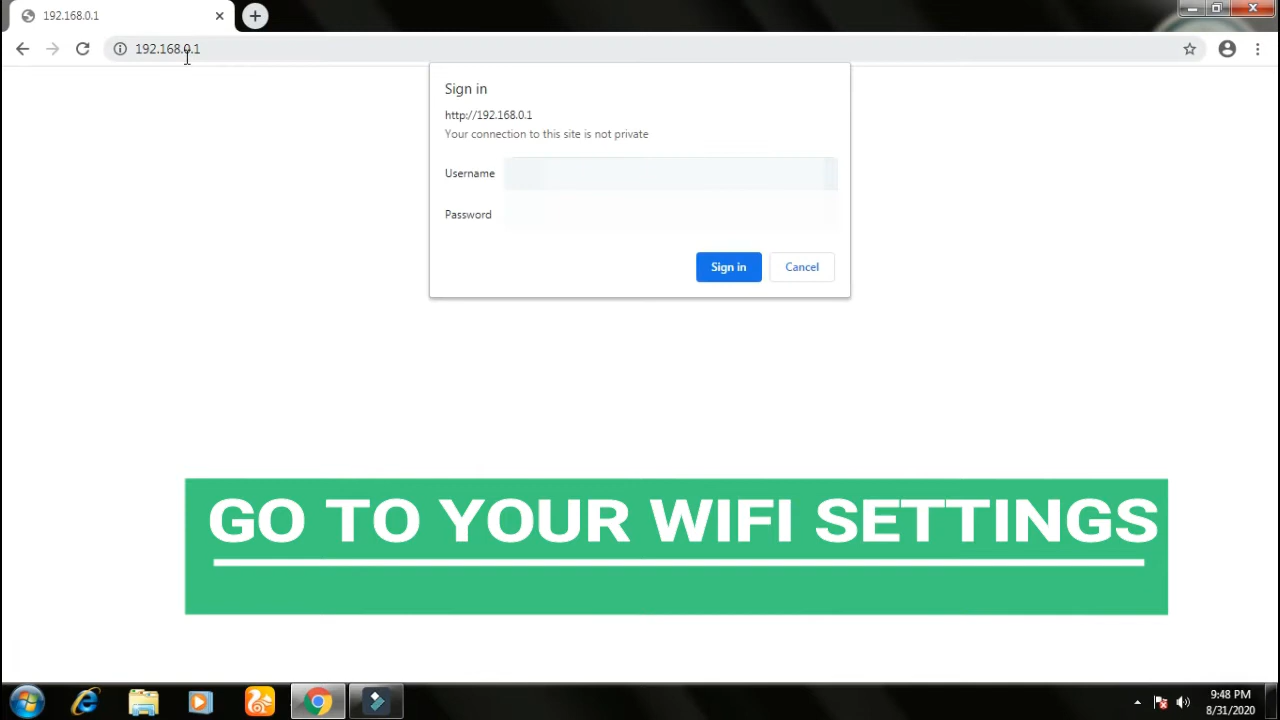 192.168.0.1
192.168.0.1
Sign in
http://192.168.0.1
Your connection to this site is not private
Username
Password
Sign in
Cancel
GO TO YOUR WIFI SETTINGS
9:48 PM
8/31/2020